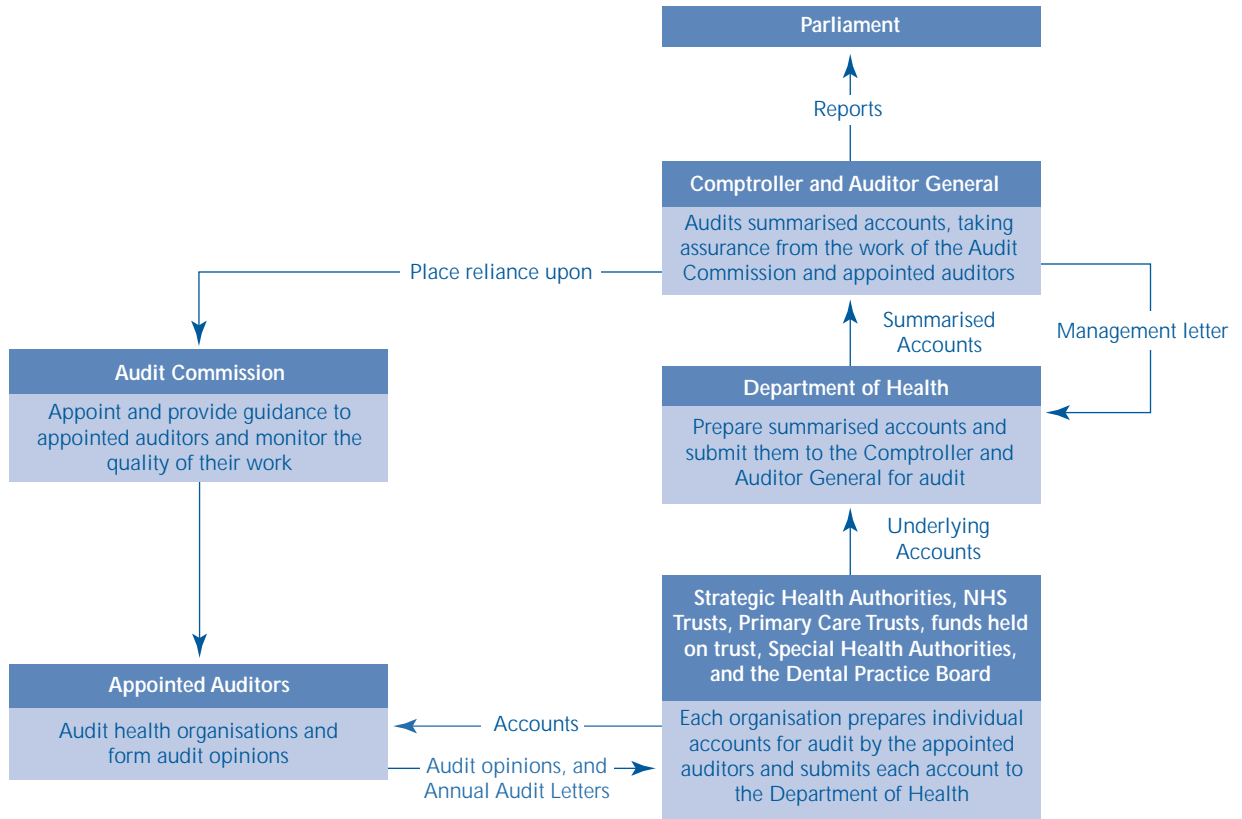 Parliament
Reports
Comptroller and Auditor General
Audits summarised accounts, taking
assurance from the work of the Audit
Commission and appointed auditors
Place reliance upon
Summarised
Accounts
Management letter
Audit Commission
Appoint and provide guidance to
appointed auditors and monitor the
quality of their work
Department of Health
Prepare summarised accounts and
submit them to the Comptroller and
Auditor General for audit
Underlying
Accounts
Strategic Health Authorities, NHS
Trusts, Primary Care Trusts, funds held
on trust, Special Health Authorities,
and the Dental Practice Board
Each organisation prepares individual
accounts for audit by the appointed
auditors and submits each account to
the Department of Health
Appointed Auditors
Audit health organisations and
form audit opinions
Accounts
Audit opinions, and
Annual Audit Letters